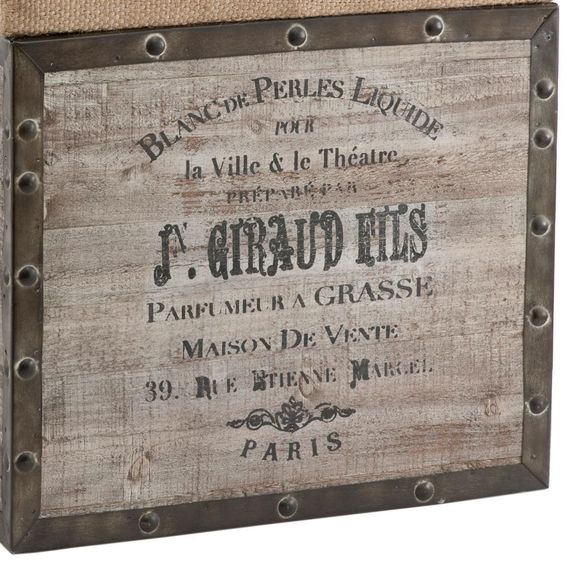 BLANC DE PERLES LIQUIDE
POUR
la Ville & le Théatre
PRÉPARÉ PAR
JN. GIRAUD FILS
PARFUMEUR A GRASSE
MAISON DE VENTE
39. RUE ETIENNE MARCEL
PARIS